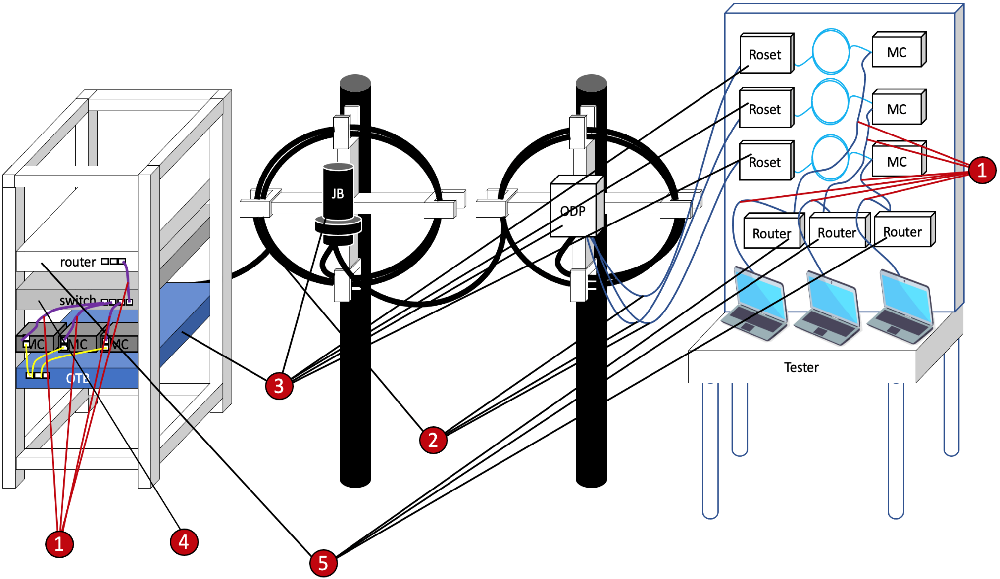 Roset
MC
Roset
MC
Roset
MC
1
JB
ODP
Router
Router
Router
router
switch
MC
MC
MC
OTB
Tester
3
2
1
4
5